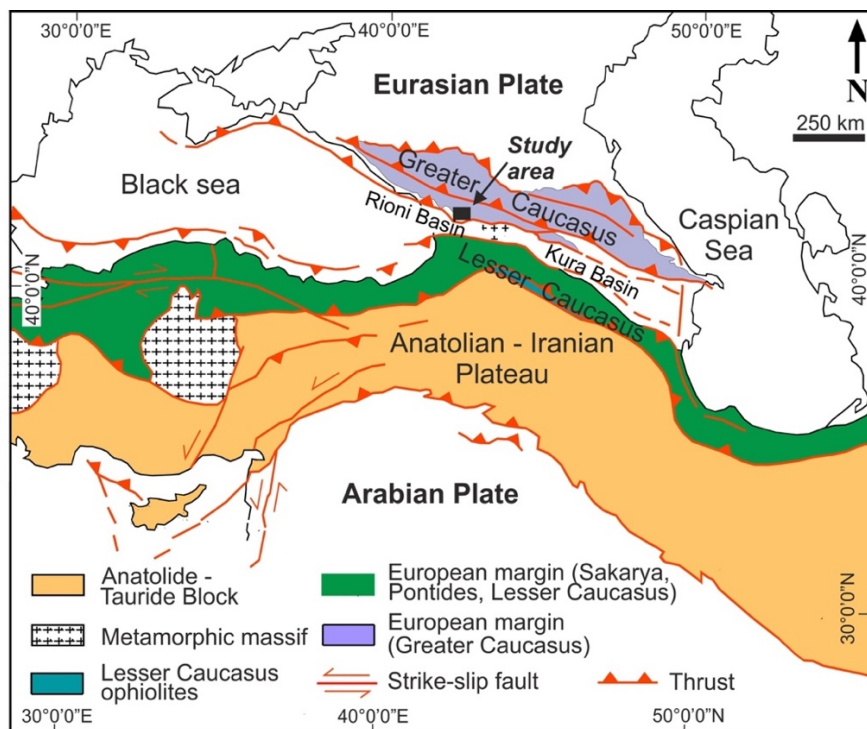 30°0'0"E
40°0'0"E
50°0'0"E
N
250 km
Eurasian Plate
Study
area
Greater
Caucasus
Black sea
Rioni Basin
Caspian
Sea
Kura Basin
40°0'0"N
40°0'0"N
Lesser Caucasus
Anatolian - Iranian
Plateau
Arabian Plate
30°0'0"N
Anatolide -
Tauride Block
European margin (Sakarya,
Pontides, Lesser Caucasus)
Metamorphic massif
European margin
(Greater Caucasus)
Lesser Caucasus
ophiolites
Strike-slip fault
Thrust
30°0'0"E
40°0'0"E
50°0'0"E